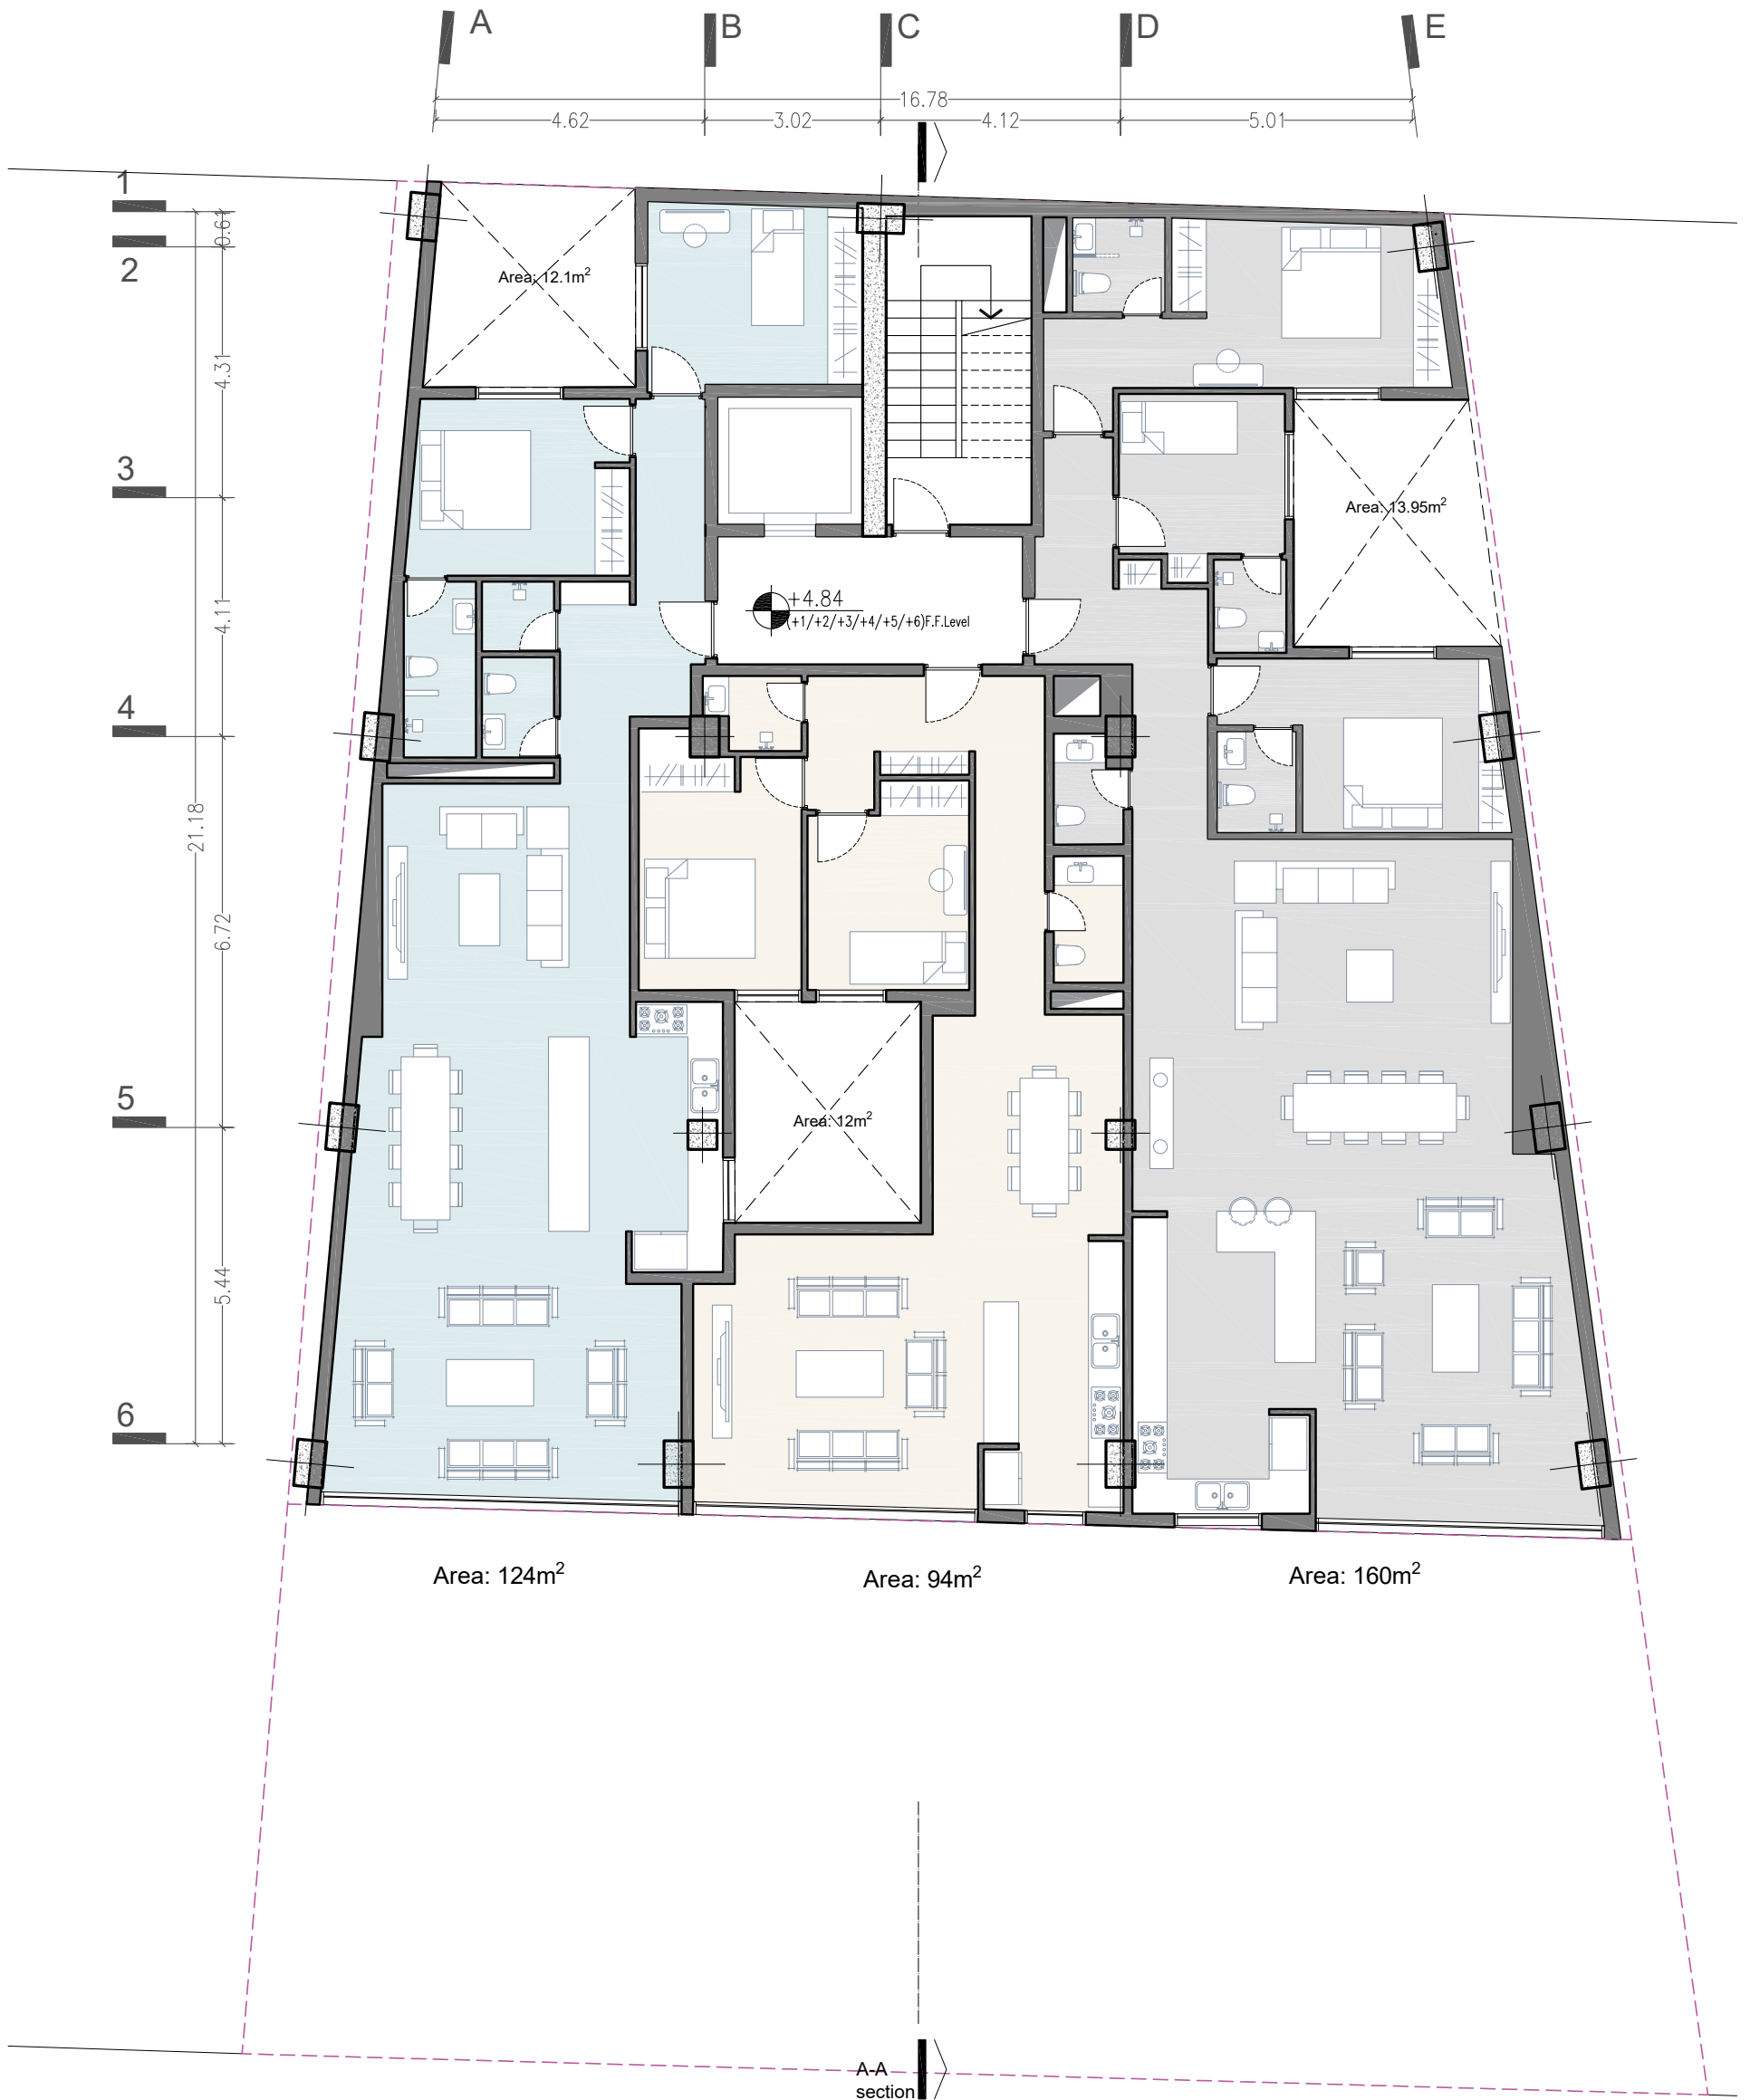 A B C D E
16.78
4.62 3.02 4.12 5.01
1
0.61
2
Area: 12.1m²
4.31
3
Area: 13.95m²
4.11
+4.84
(+1/+2/+3/+4/+5/+6)F.F.Level
4
21.18
6.72
5
Area: 12m²
5.44
6
Area: 124m²
Area: 94m²
Area: 160m²
A-A
section